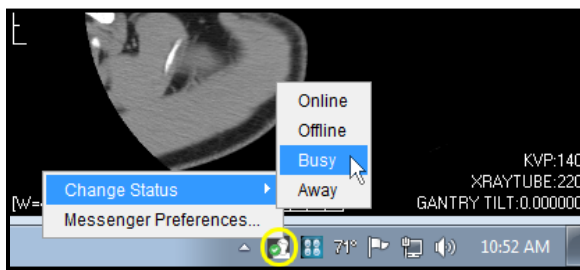 Online
Offline
Busy
Away
Change Status
Messenger Preferences...
KVP:140
XRAYTUBE:220
GANTRY TILT:0.000000
[W=
71°
10:52 AM